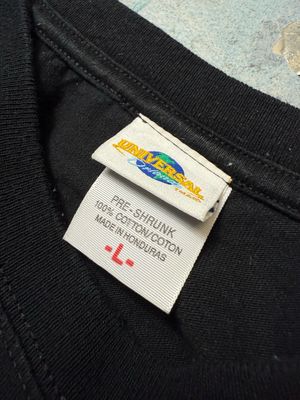 UNIVERSAL
PRE-SHRUNK
100% COTTON/COTON
MADE IN HONDURAS
-L-